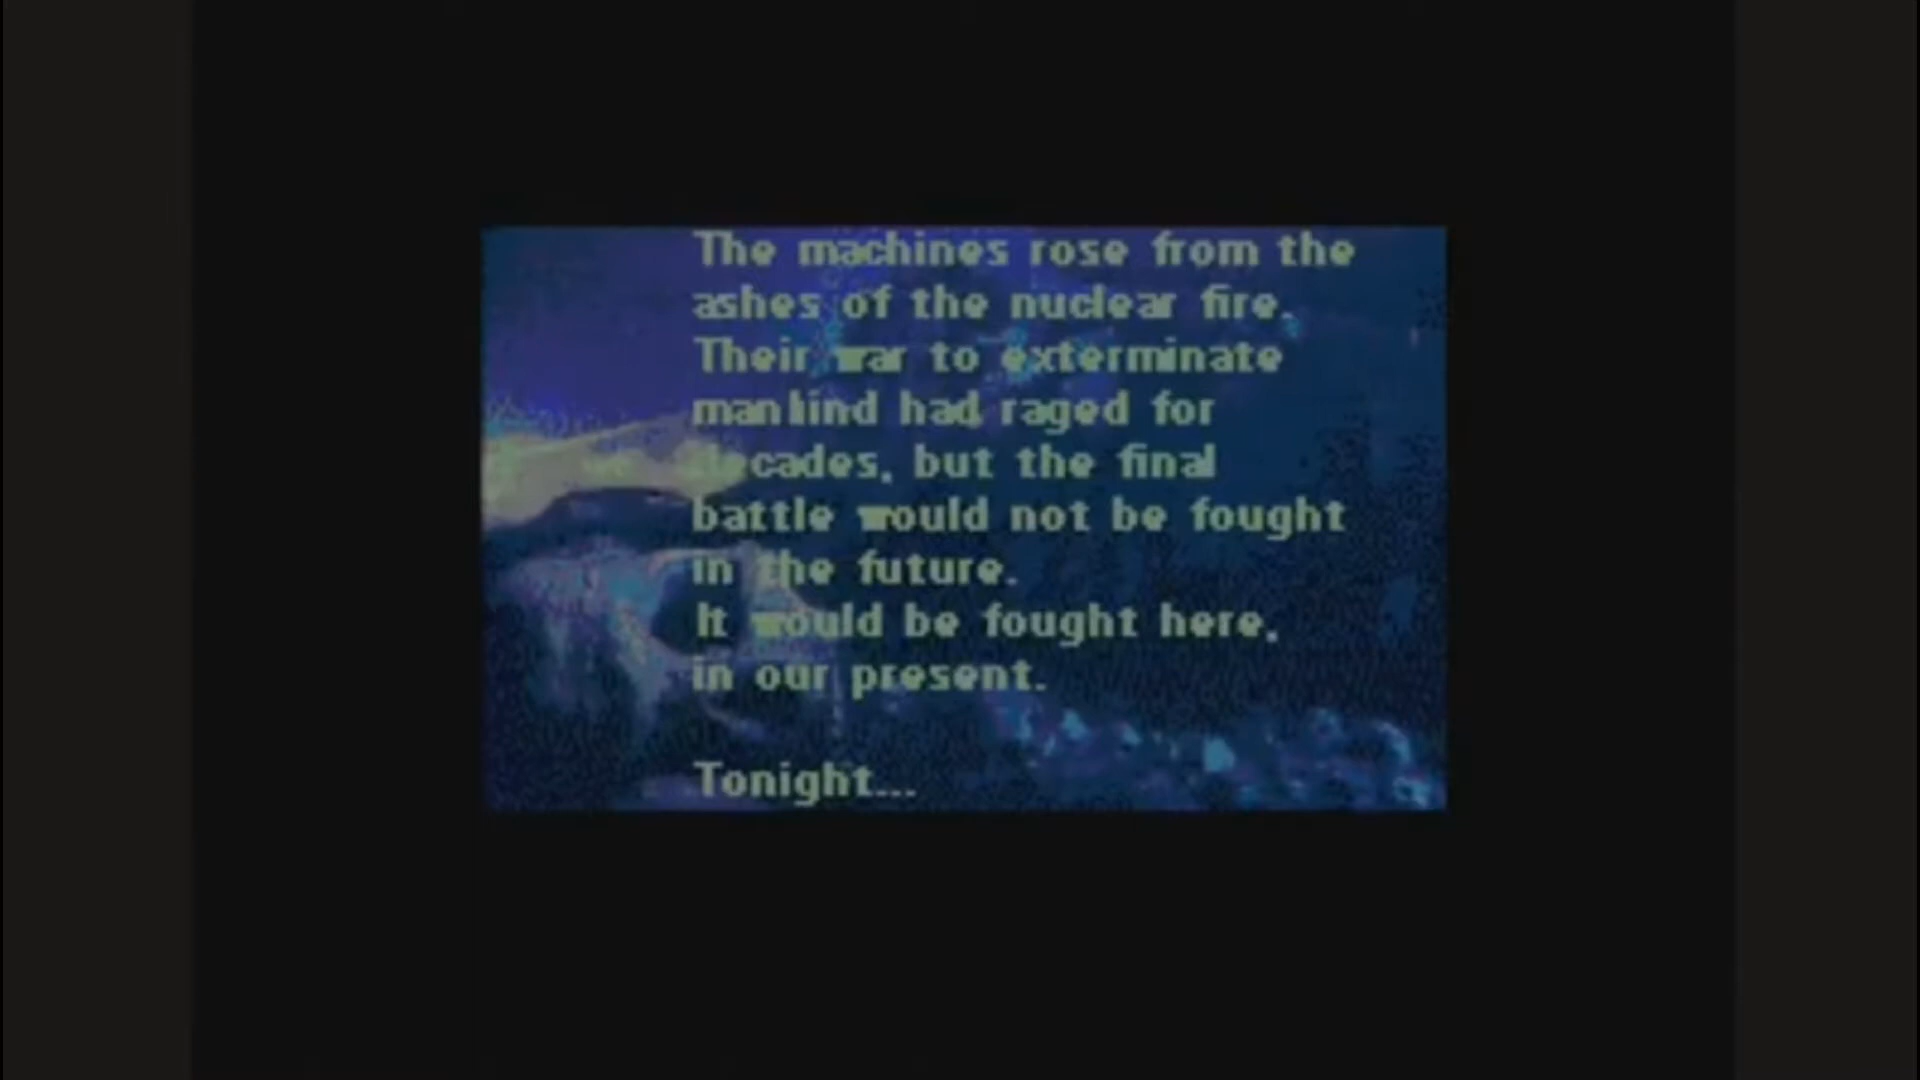 The machines rose from the
ashes of the nuclear fire.
Their war to exterminate
mankind had raged for
decades, but the final
battle would not be fought
in the future.
It would be fought here,
in our present.
Tonight...